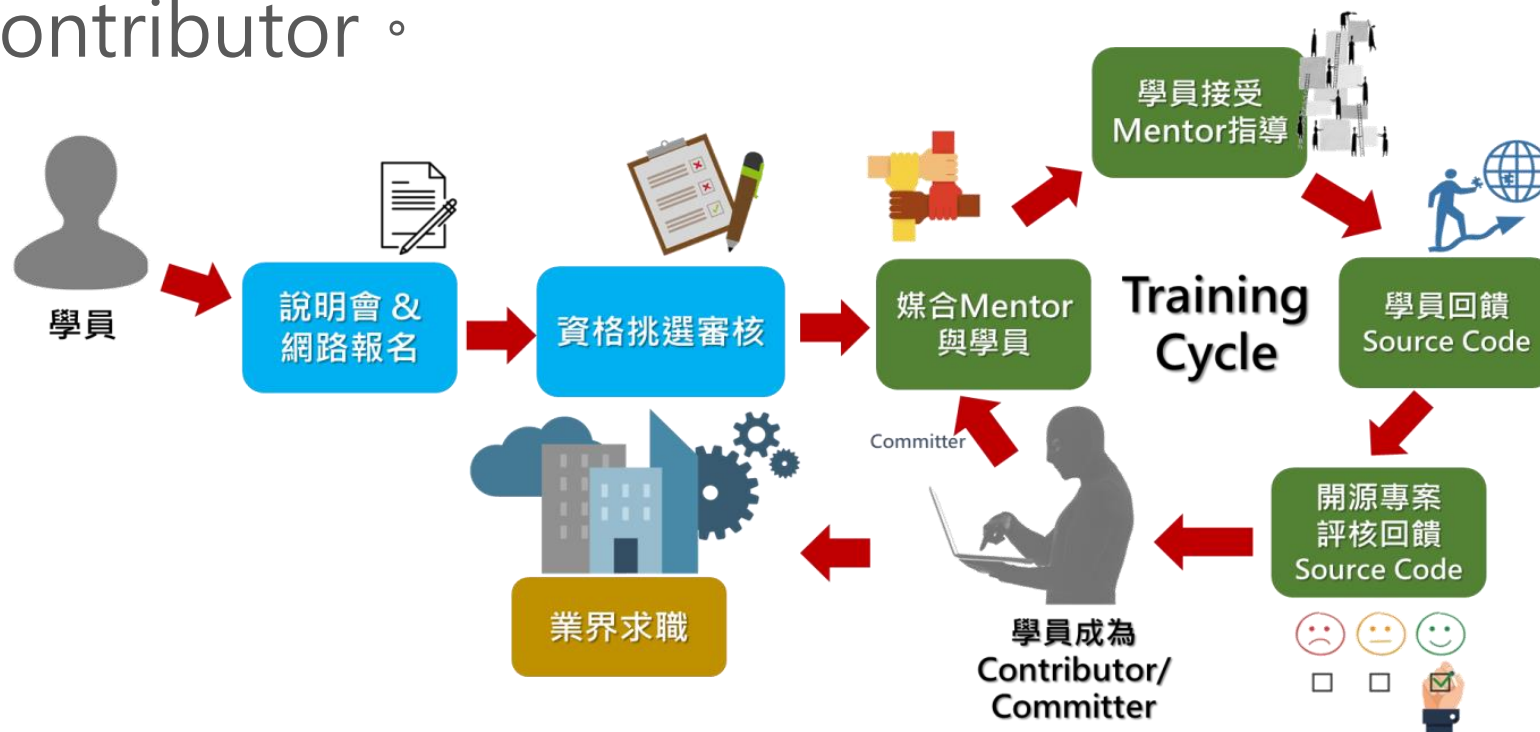 ontributor。
學員接受
Mentor指導
學員
說明會 &
網路報名
資格挑選審核
媒合Mentor
與學員
Training
Cycle
學員回饋
Source Code
Committer
開源專案
評核回饋
Source Code
業界求職
學員成為
Contributor/
Committer